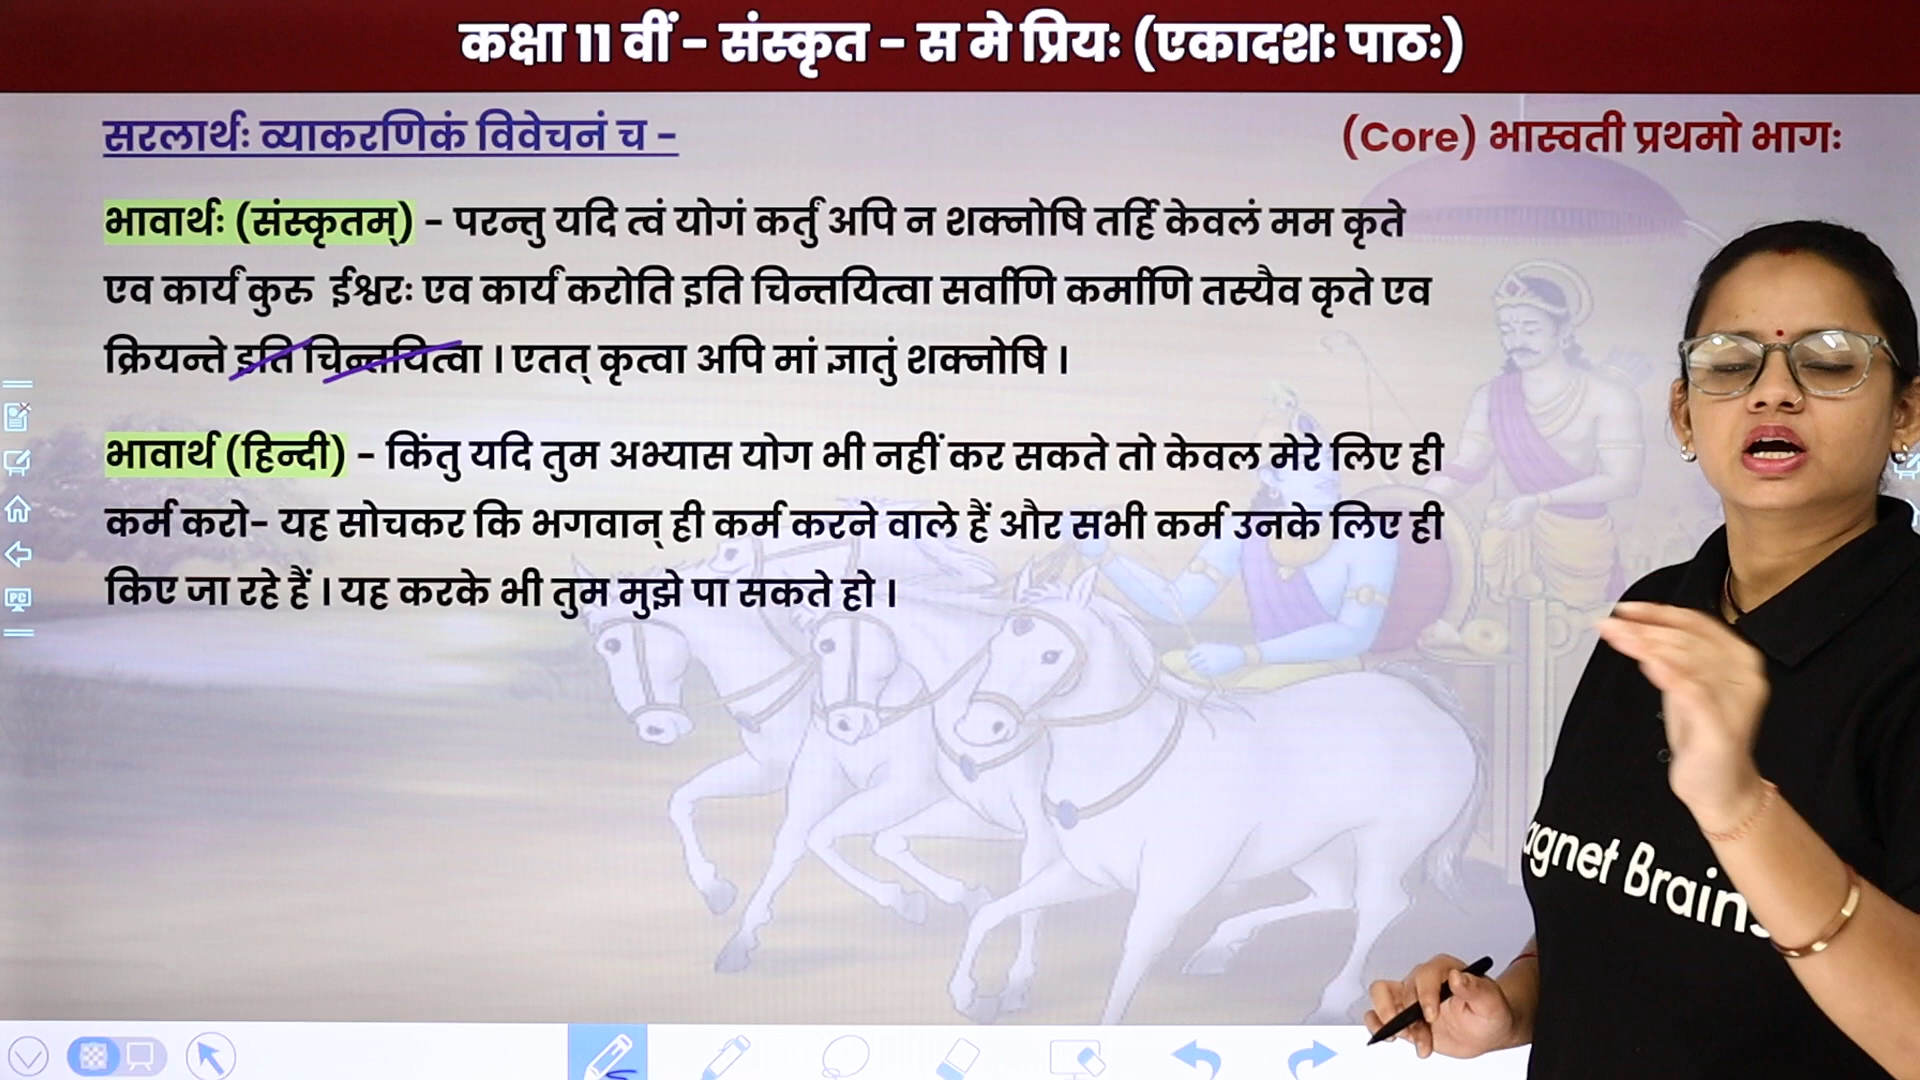 कक्षा 11 वीं - संस्कृत - स मे प्रियः (एकादशः पाठः)
सरलार्थः व्याकरणिकं विवेचनं च -
(Core) भास्वती प्रथमो भागः
भावार्थः (संस्कृतम्) - परन्तु यदि त्वं योगं कर्तुं अपि न शक्नोषि तर्हि केवलं मम कृते
एव कार्यं कुरु ईश्वरः एव कार्यं करोति इति चिन्तयित्वा सर्वाणि कर्माणि तस्यैव कृते एव
क्रियन्ते इति चिन्तयित्वा । एतत् कृत्वा अपि मां ज्ञातुं शक्नोषि ।
भावार्थ (हिन्दी) - किंतु यदि तुम अभ्यास योग भी नहीं कर सकते तो केवल मेरे लिए ही
कर्म करो- यह सोचकर कि भगवान् ही कर्म करने वाले हैं और सभी कर्म उनके लिए ही
किए जा रहे हैं । यह करके भी तुम मुझे पा सकते हो ।
PC
agnet Brains